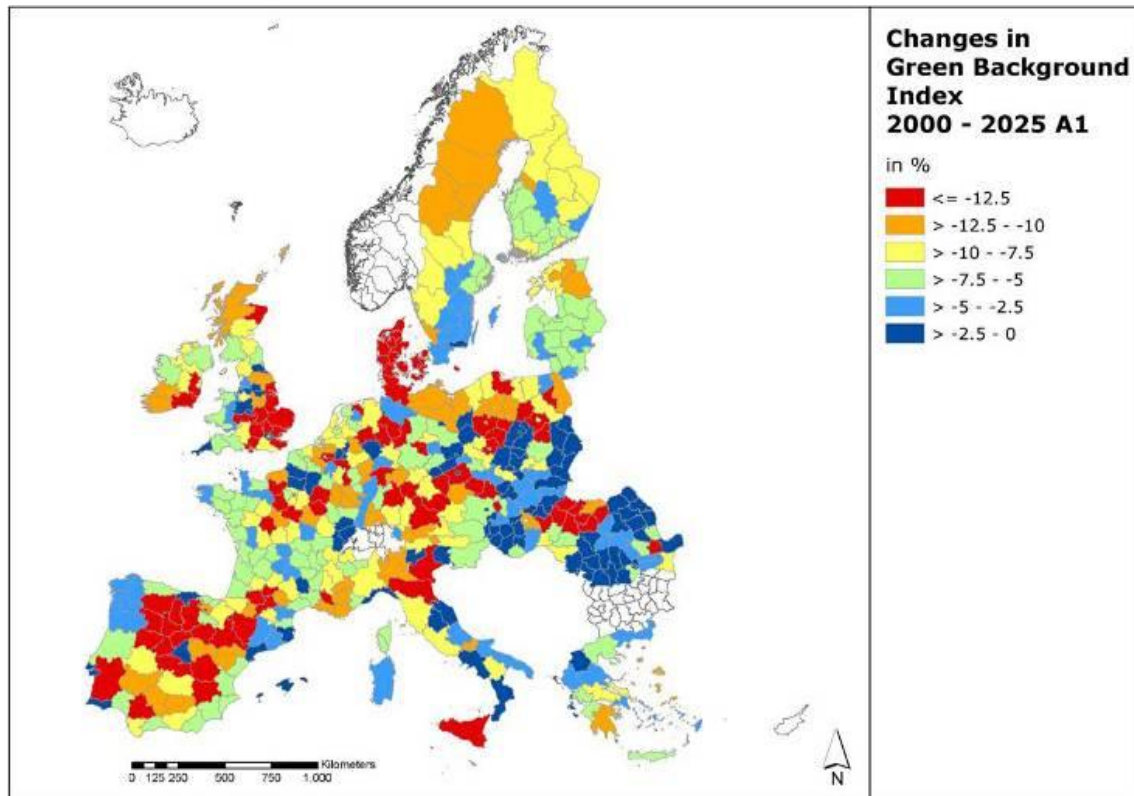 Changes in
Green Background
Index
2000 - 2025 A1
in %
<= -12.5
> -12.5 - -10
> -10 - -7.5
> -7.5 - -5
> -5 - -2.5
> -2.5 - 0
Kilometers
0 125 250 500 750 1.000
N